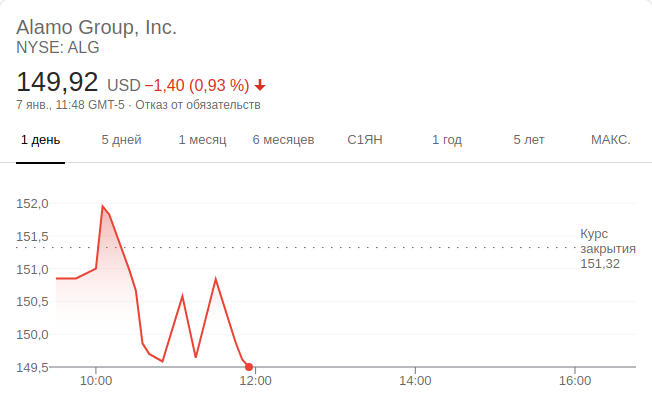 Alamo Group, Inc.
NYSE: ALG
149,92 USD −1,40 (0,93 %)
7 янв., 11:48 GMT-5 · Отказ от обязательств
1 день 5 дней 1 месяц 6 месяцев С1ЯН 1 год 5 лет МАКС.
152,0
151,5
151,0
150,5
150,0
149,5
Курс
закрытия
151,32
10:00 12:00 14:00 16:00